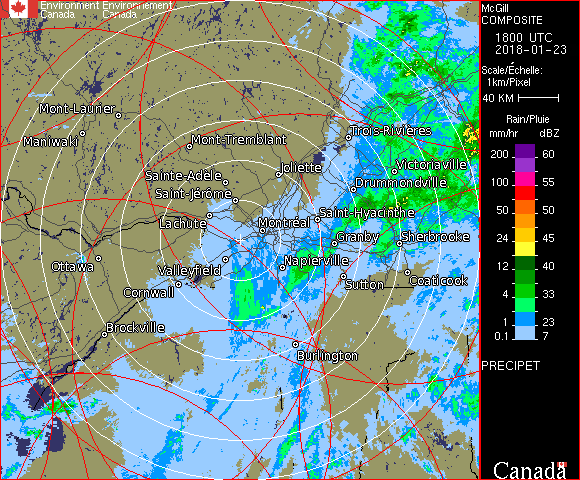 Environment Environnement
Canada Canada
McGill
COMPOSITE
1800 UTC
2018-01-23
Scale/Échelle:
1km/Pixel
40 KM
Rain/Pluie
mm/hr dBZ
200 60
100 55
50 50
24 45
12 40
4 33
1 23
0.1 7
PRECIPET
Canada
Mont-Laurier
Maniwaki
Mont-Tremblant
Trois-Rivières
Joliette
Victoriaville
Sainte-Adèle
Drummondville
Saint-Jérôme
Saint-Hyacinthe
Lachute
Montréal
Granby
Sherbrooke
Ottawa
Valleyfield
Napierville
Cornwall
Sutton
Coaticook
Brockville
Burlington